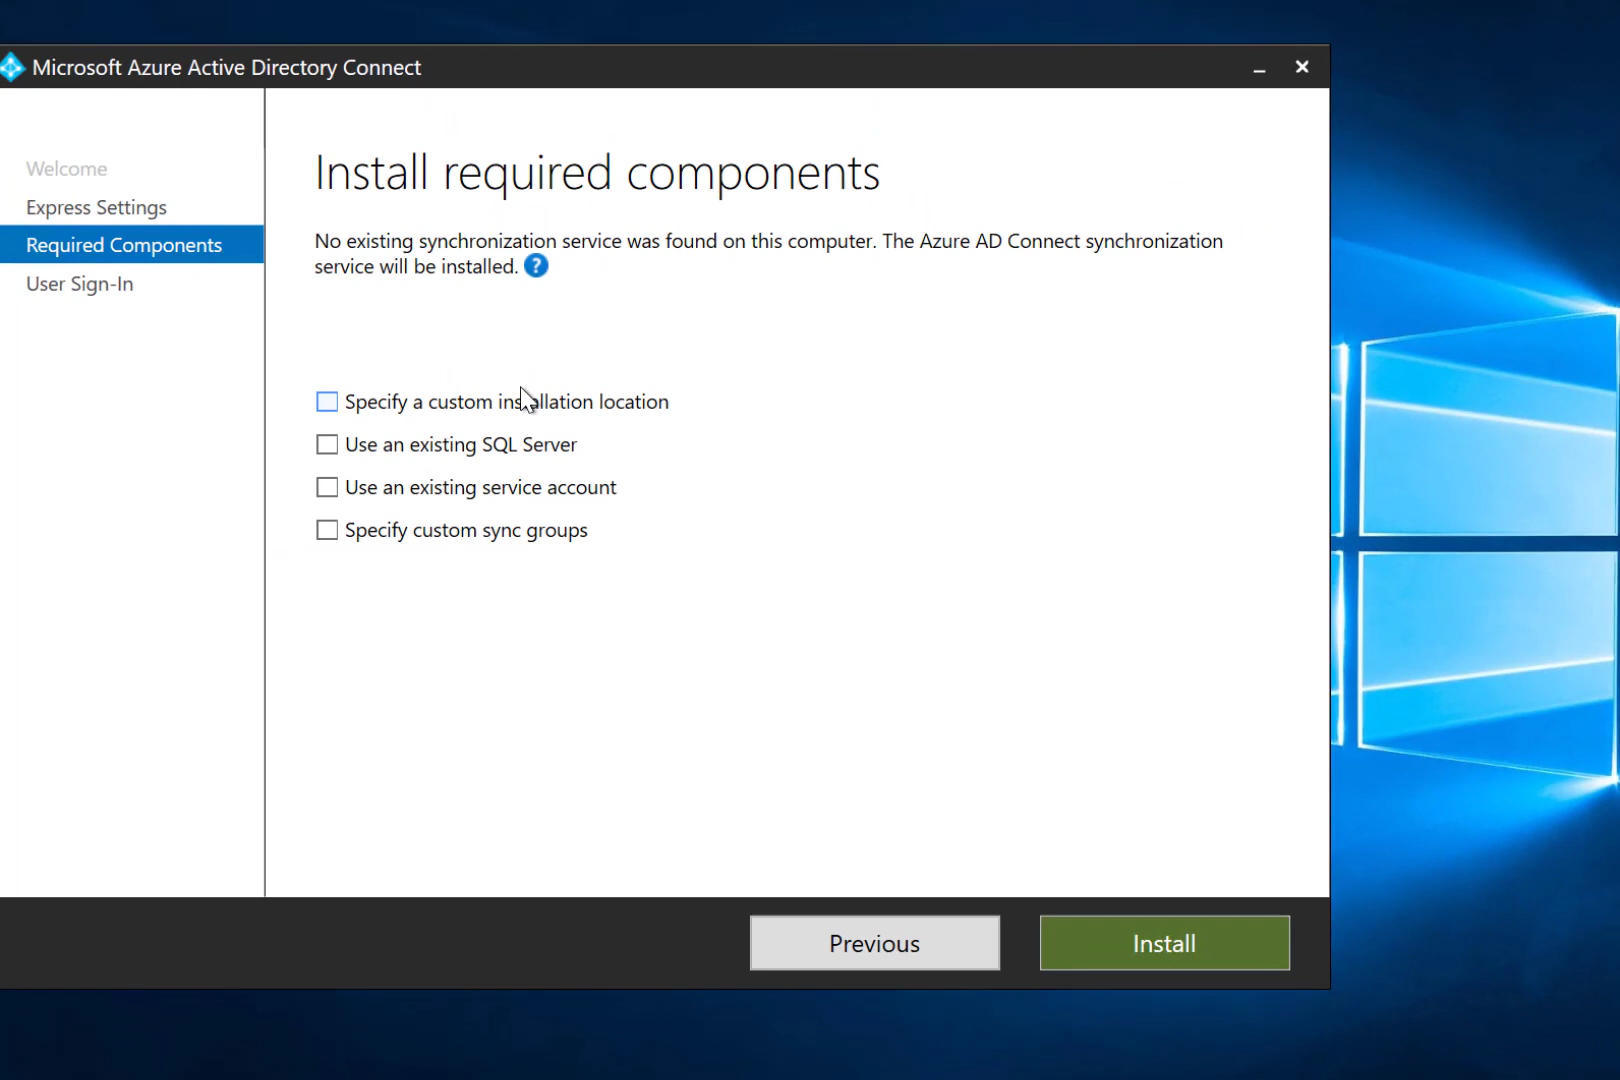 Microsoft Azure Active Directory Connect
Welcome
Express Settings
Required Components
User Sign-In
Install required components
No existing synchronization service was found on this computer. The Azure AD Connect synchronization
service will be installed. ?
Specify a custom installation location
Use an existing SQL Server
Use an existing service account
Specify custom sync groups
Previous
Install